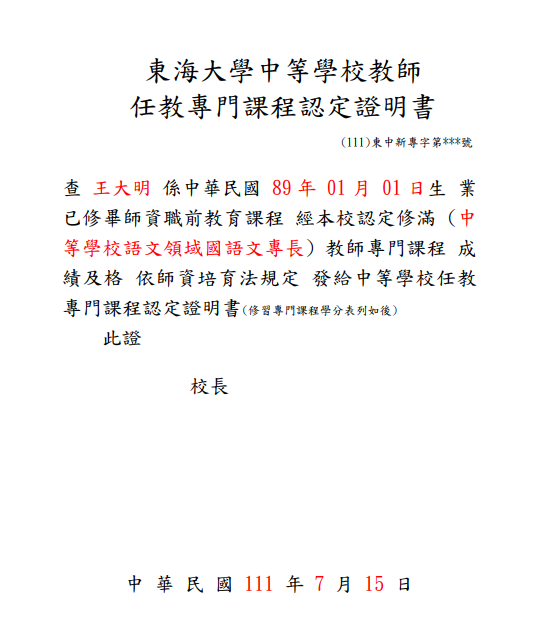 東海大學中等學校教師
任教專門課程認定證明書
(111)東中新專字第***號
查 王大明 係中華民國 89 年 01 月 01 日生 業
已修畢師資職前教育課程 經本校認定修滿（中
等學校語文領域國語文專長）教師專門課程 成
績及格 依師資培育法規定 發給中等學校任教
專門課程認定證明書(修習專門課程學分表列如後)
此證
校長
中 華 民 國 111 年 7 月 15 日